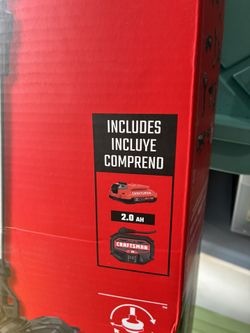 INCLUDES
INCLUYE
COMPREND
CRAFTSMAN
2.0 AH
CRAFTSMAN